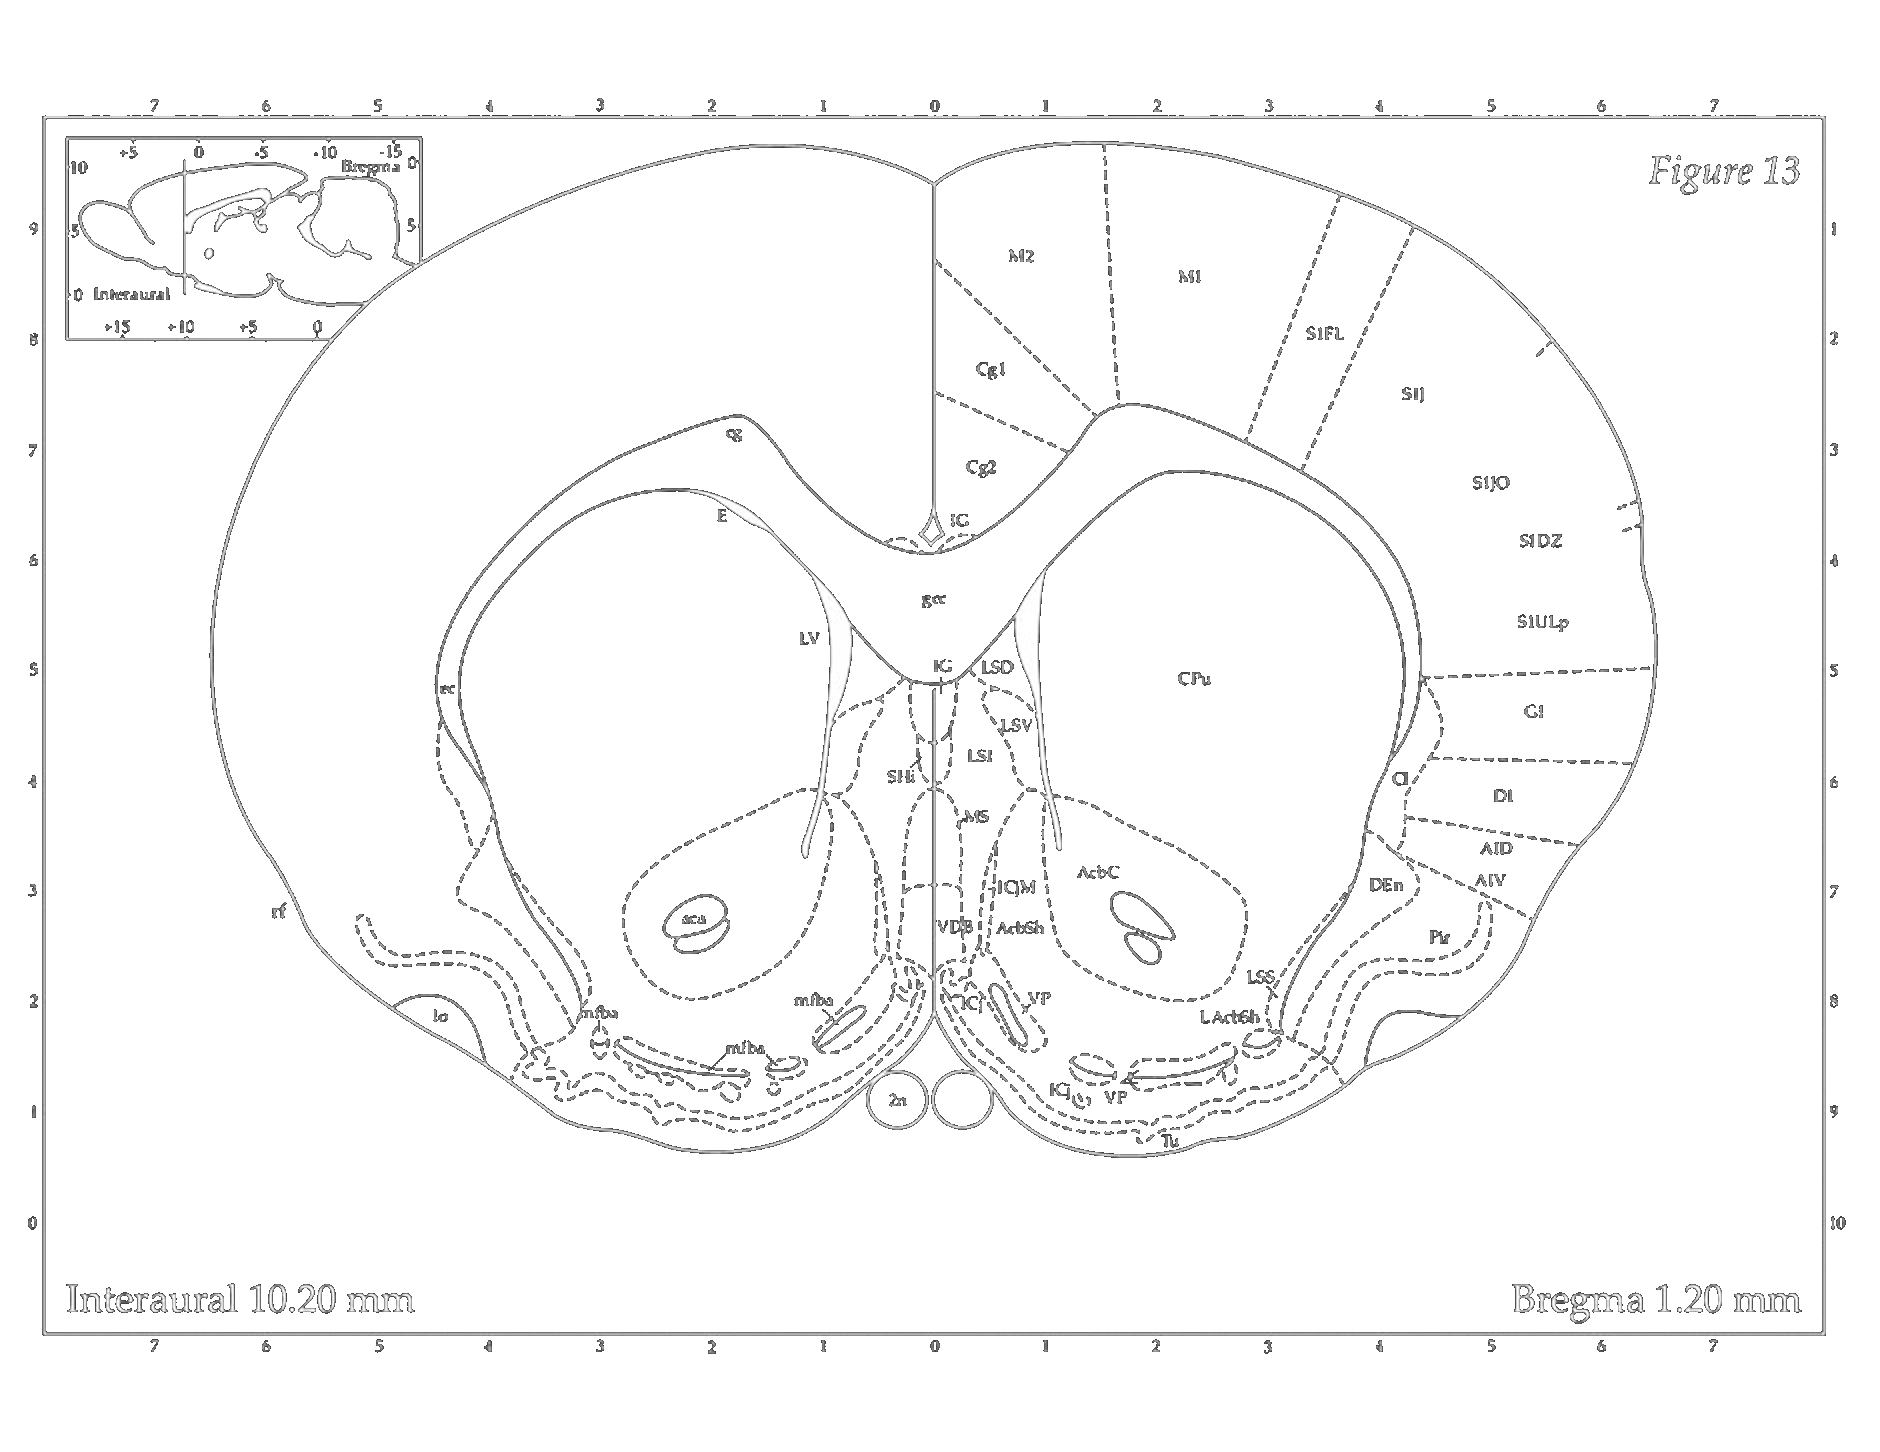 7 6 5 4 3 2 1 0 1 2 3 4 5 6 7
+5 0 -5 -10 -15
10 Bregma 0
Figure 13
5 5
0 Interaural
+15 +10 +5 0
9 1
8 2
7 3
6 4
5 5
4 6
3 7
2 8
1 9
0 10
M2
M1
S1FL
Cg1
S1J
cg
Cg2
S1JO
E
IG
S1DZ
gcc
S1ULp
LV
IG
LSD
CPu
ec
GI
LSV
LSI
SHi
Cl
DI
MS
AID
AcbC
AIV
ICjM
DEn
rf
aca
VDB
AcbSh
Pir
LSS
mfba
VP
ICj
lo
mfba
LAcbSh
mfba
ICj
VP
2n
Tu
Interaural 10.20 mm
Bregma 1.20 mm
7 6 5 4 3 2 1 0 1 2 3 4 5 6 7